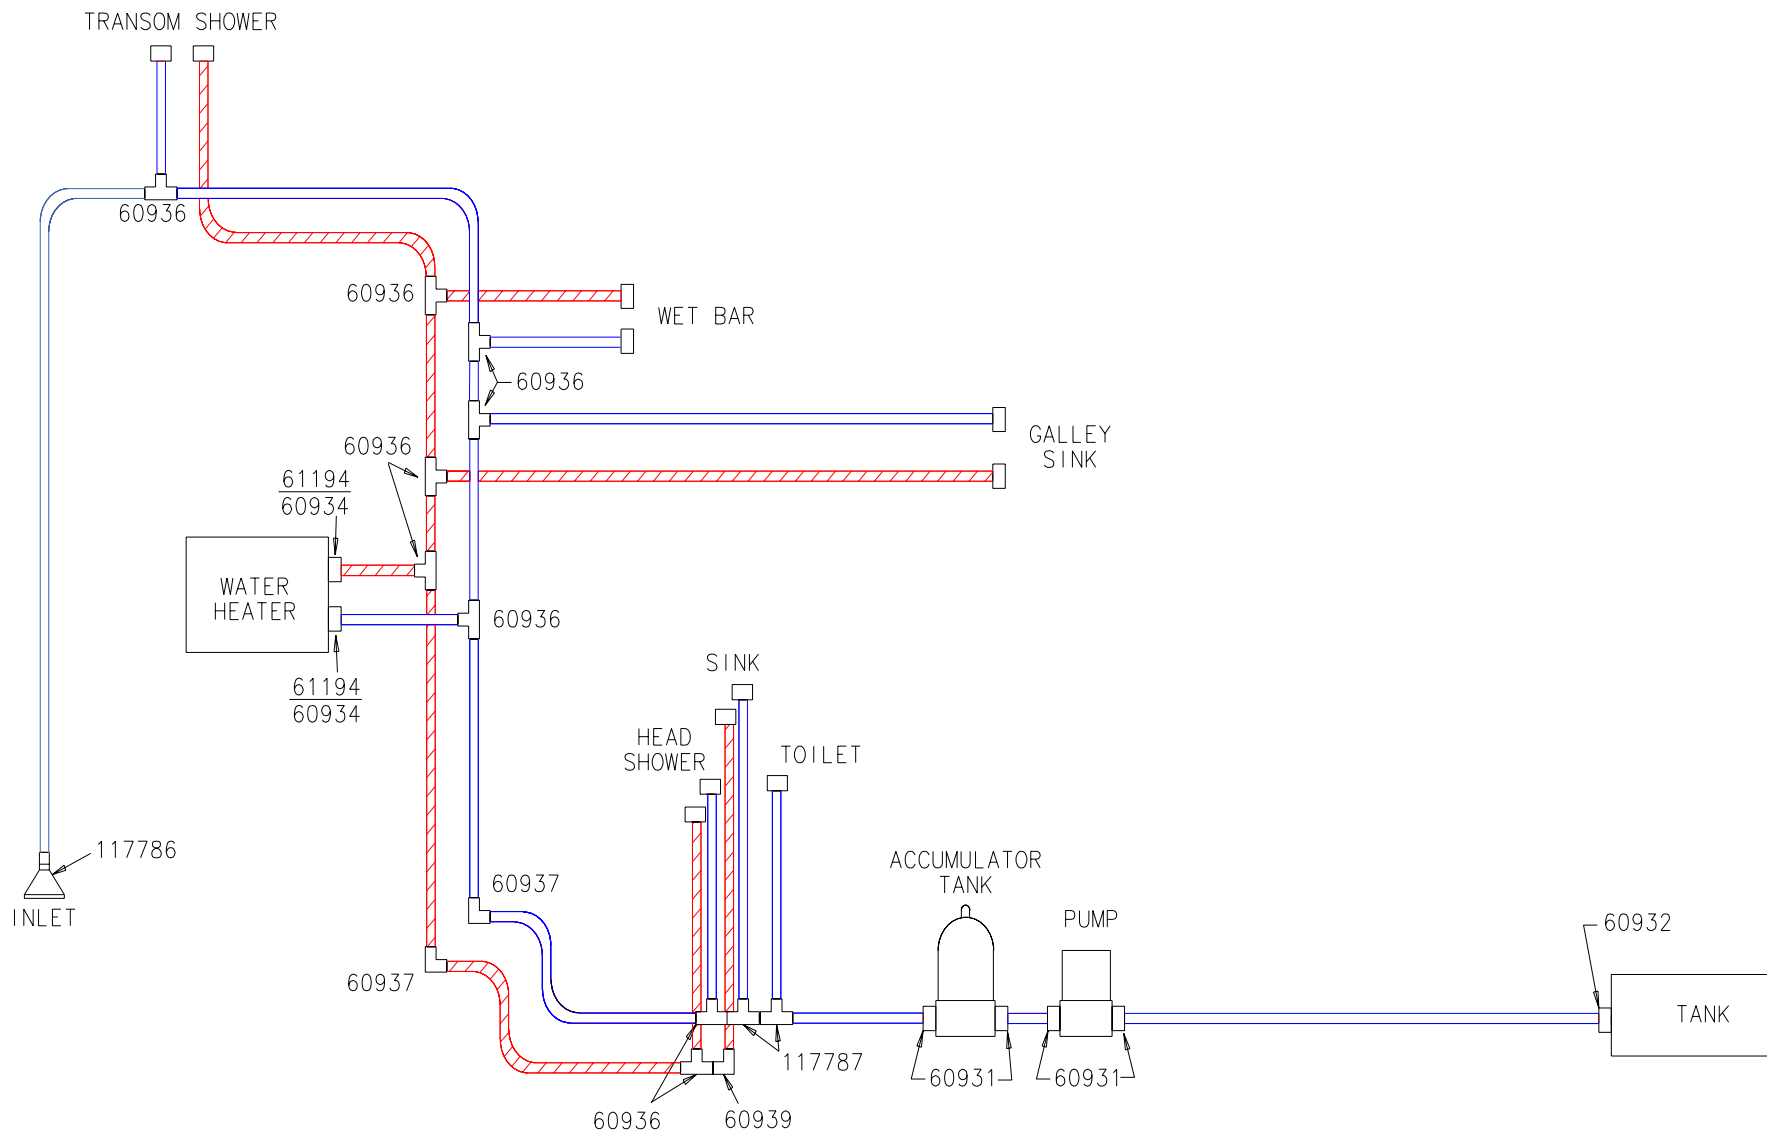 TRANSOM SHOWER
60936
60936
WET BAR
60936
GALLEY
SINK
60936
61194
60934
WATER
HEATER
60936
61194
60934
SINK
HEAD
SHOWER
TOILET
117786
INLET
60937
60937
ACCUMULATOR
TANK
PUMP
60932
TANK
117787
60931
60931
60936
60939